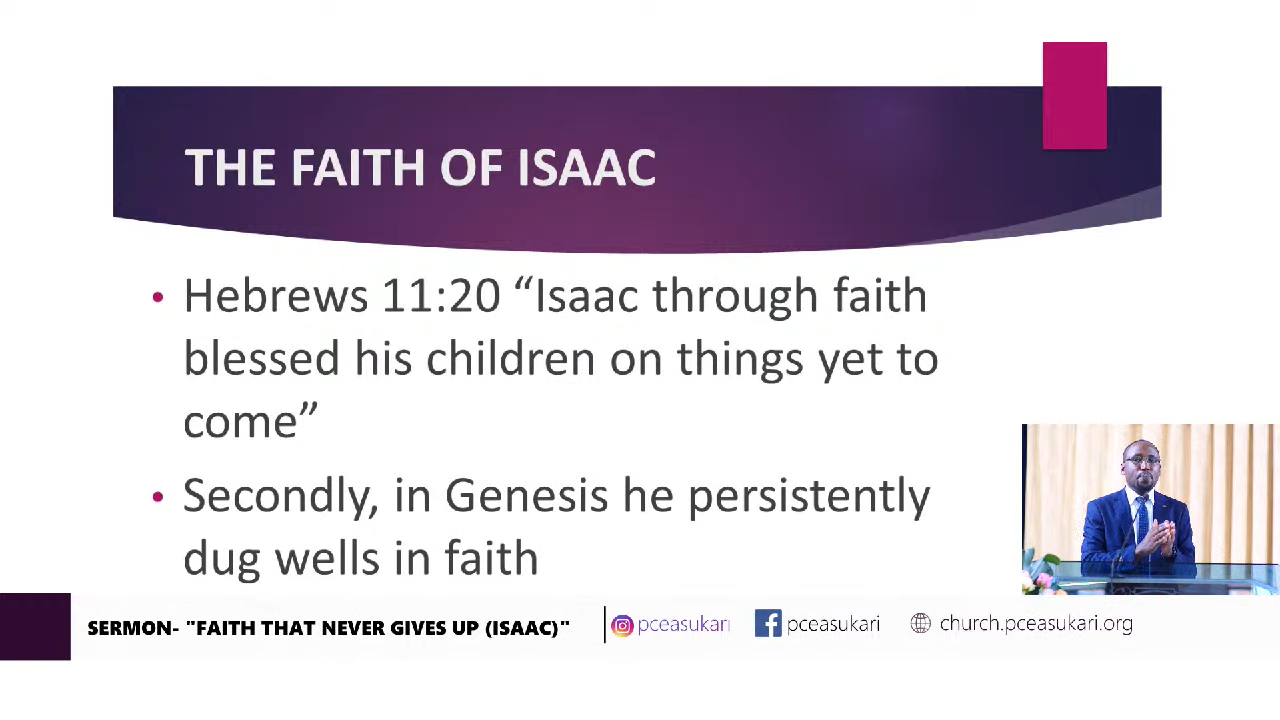 THE FAITH OF ISAAC
• Hebrews 11:20 “Isaac through faith
blessed his children on things yet to
come”
• Secondly, in Genesis he persistently
dug wells in faith
SERMON- "FAITH THAT NEVER GIVES UP (ISAAC)"
pceasukari
pceasukari
church.pceasukari.org